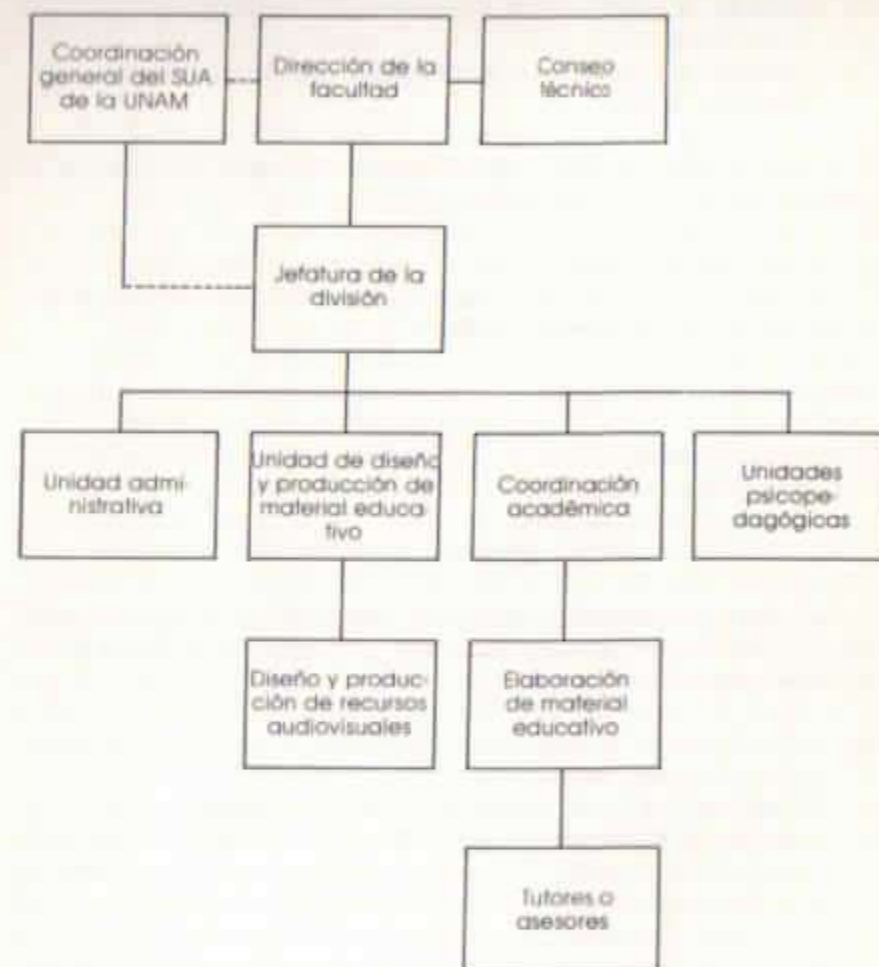 Coordinación
general del SUA
de la UNAM
Dirección de la
facultad
Consejo
técnico
Jefatura de la
división
Unidad admi-
nistrativa
Unidad de diseño
y producción de
material educa-
tivo
Coordinación
académica
Unidades
psicope-
dagógicas
Diseño y produc-
ción de recursos
audiovisuales
Elaboración
de material
educativo
Tutores o
asesores